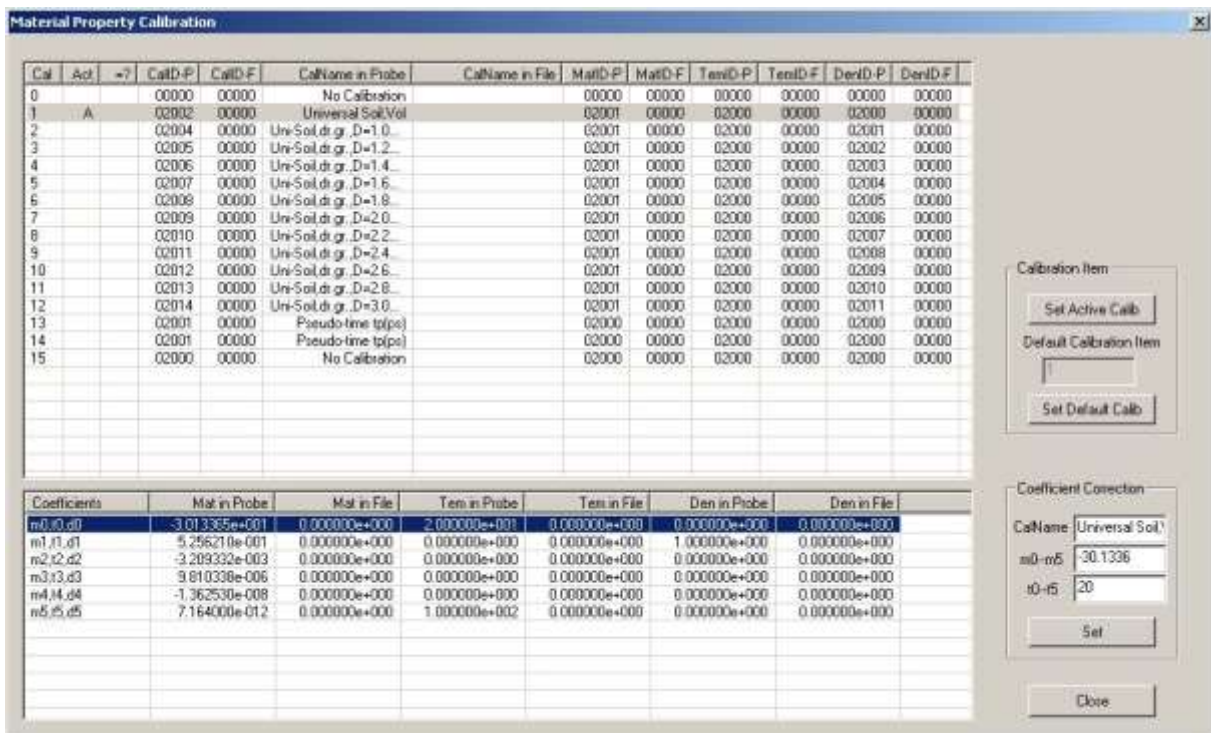 Material Property Calibration
Cal Act =? CalID-P CalID-F CalName in Probe CalName in File MatID-P MatID-F TemID-P TemID-F DenID-P DenID-F
0 00000 00000 No Calibration 00000 00000 00000 00000 00000 00000
1 A 02002 00000 Universal Soil,Vol 02001 00000 02000 00000 02000 00000
2 02004 00000 Uni-Soil,dr.gr.,D=1.0... 02001 00000 02000 00000 02001 00000
3 02005 00000 Uni-Soil,dr.gr.,D=1.2... 02001 00000 02000 00000 02002 00000
4 02006 00000 Uni-Soil,dr.gr.,D=1.4... 02001 00000 02000 00000 02003 00000
5 02007 00000 Uni-Soil,dr.gr.,D=1.6... 02001 00000 02000 00000 02004 00000
6 02008 00000 Uni-Soil,dr.gr.,D=1.8... 02001 00000 02000 00000 02005 00000
7 02009 00000 Uni-Soil,dr.gr.,D=2.0... 02001 00000 02000 00000 02006 00000
8 02010 00000 Uni-Soil,dr.gr.,D=2.2... 02001 00000 02000 00000 02007 00000
9 02011 00000 Uni-Soil,dr.gr.,D=2.4... 02001 00000 02000 00000 02008 00000
10 02012 00000 Uni-Soil,dr.gr.,D=2.6... 02001 00000 02000 00000 02009 00000
11 02013 00000 Uni-Soil,dr.gr.,D=2.8... 02001 00000 02000 00000 02010 00000
12 02014 00000 Uni-Soil,dr.gr.,D=3.0... 02001 00000 02000 00000 02011 00000
13 02001 00000 Pseudo-time tp(ps) 02000 00000 02000 00000 02000 00000
14 02001 00000 Pseudo-time tp(ps) 02000 00000 02000 00000 02000 00000
15 02000 00000 No Calibration 02000 00000 02000 00000 02000 00000
Calibration Item
Set Active Calib
Default Calibration Item
1
Set Default Calib
Coefficients Mat in Probe Mat in File Tem in Probe Tem in File Den in Probe Den in File
m0,t0,d0 -3.013365e+001 0.000000e+000 2.000000e+001 0.000000e+000 0.000000e+000 0.000000e+000
m1,t1,d1 5.256210e-001 0.000000e+000 0.000000e+000 0.000000e+000 1.000000e+000 0.000000e+000
m2,t2,d2 -3.209332e-003 0.000000e+000 0.000000e+000 0.000000e+000 0.000000e+000 0.000000e+000
m3,t3,d3 9.810338e-006 0.000000e+000 0.000000e+000 0.000000e+000 0.000000e+000 0.000000e+000
m4,t4,d4 -1.362530e-008 0.000000e+000 0.000000e+000 0.000000e+000 0.000000e+000 0.000000e+000
m5,t5,d5 7.164000e-012 0.000000e+000 1.000000e+002 0.000000e+000 0.000000e+000 0.000000e+000
Coefficient Correction
CalName Universal Soil,
m0-m5 -30.1336
t0-t5 20
Set
Close